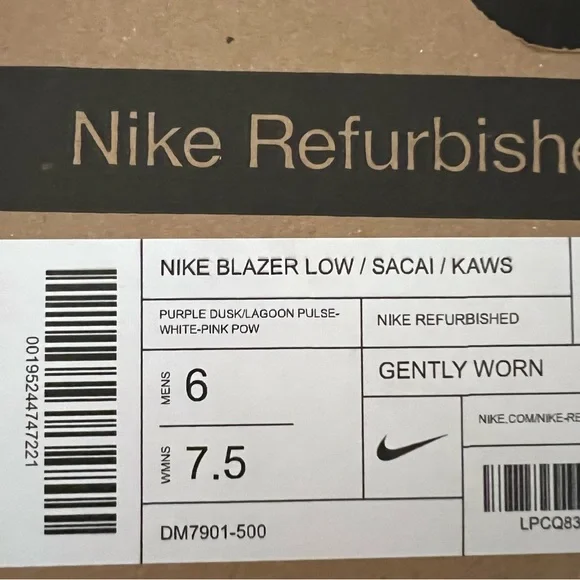 Nike Refurbishe
NIKE BLAZER LOW / SACAI / KAWS
PURPLE DUSK/LAGOON PULSE-
WHITE-PINK POW
NIKE REFURBISHED
GENTLY WORN
MENS 6
WMNS 7.5
NIKE.COM/NIKE-RE
LPCQ83
DM7901-500
00195244747221